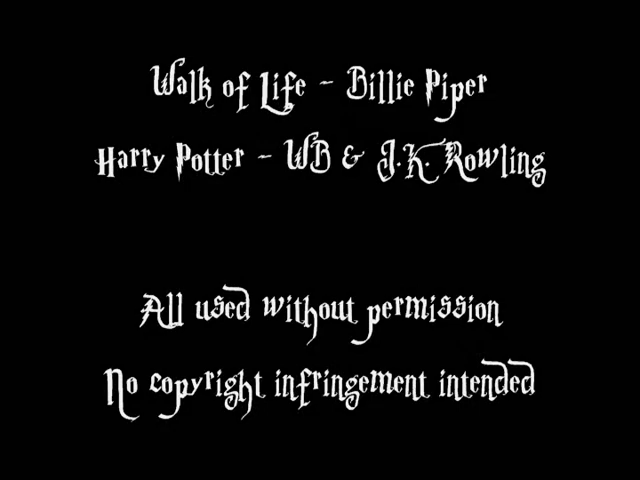 Walk of Life - Billie Piper
Harry Potter - WB & J.K. Rowling
All used without permission
No copyright infringement intended